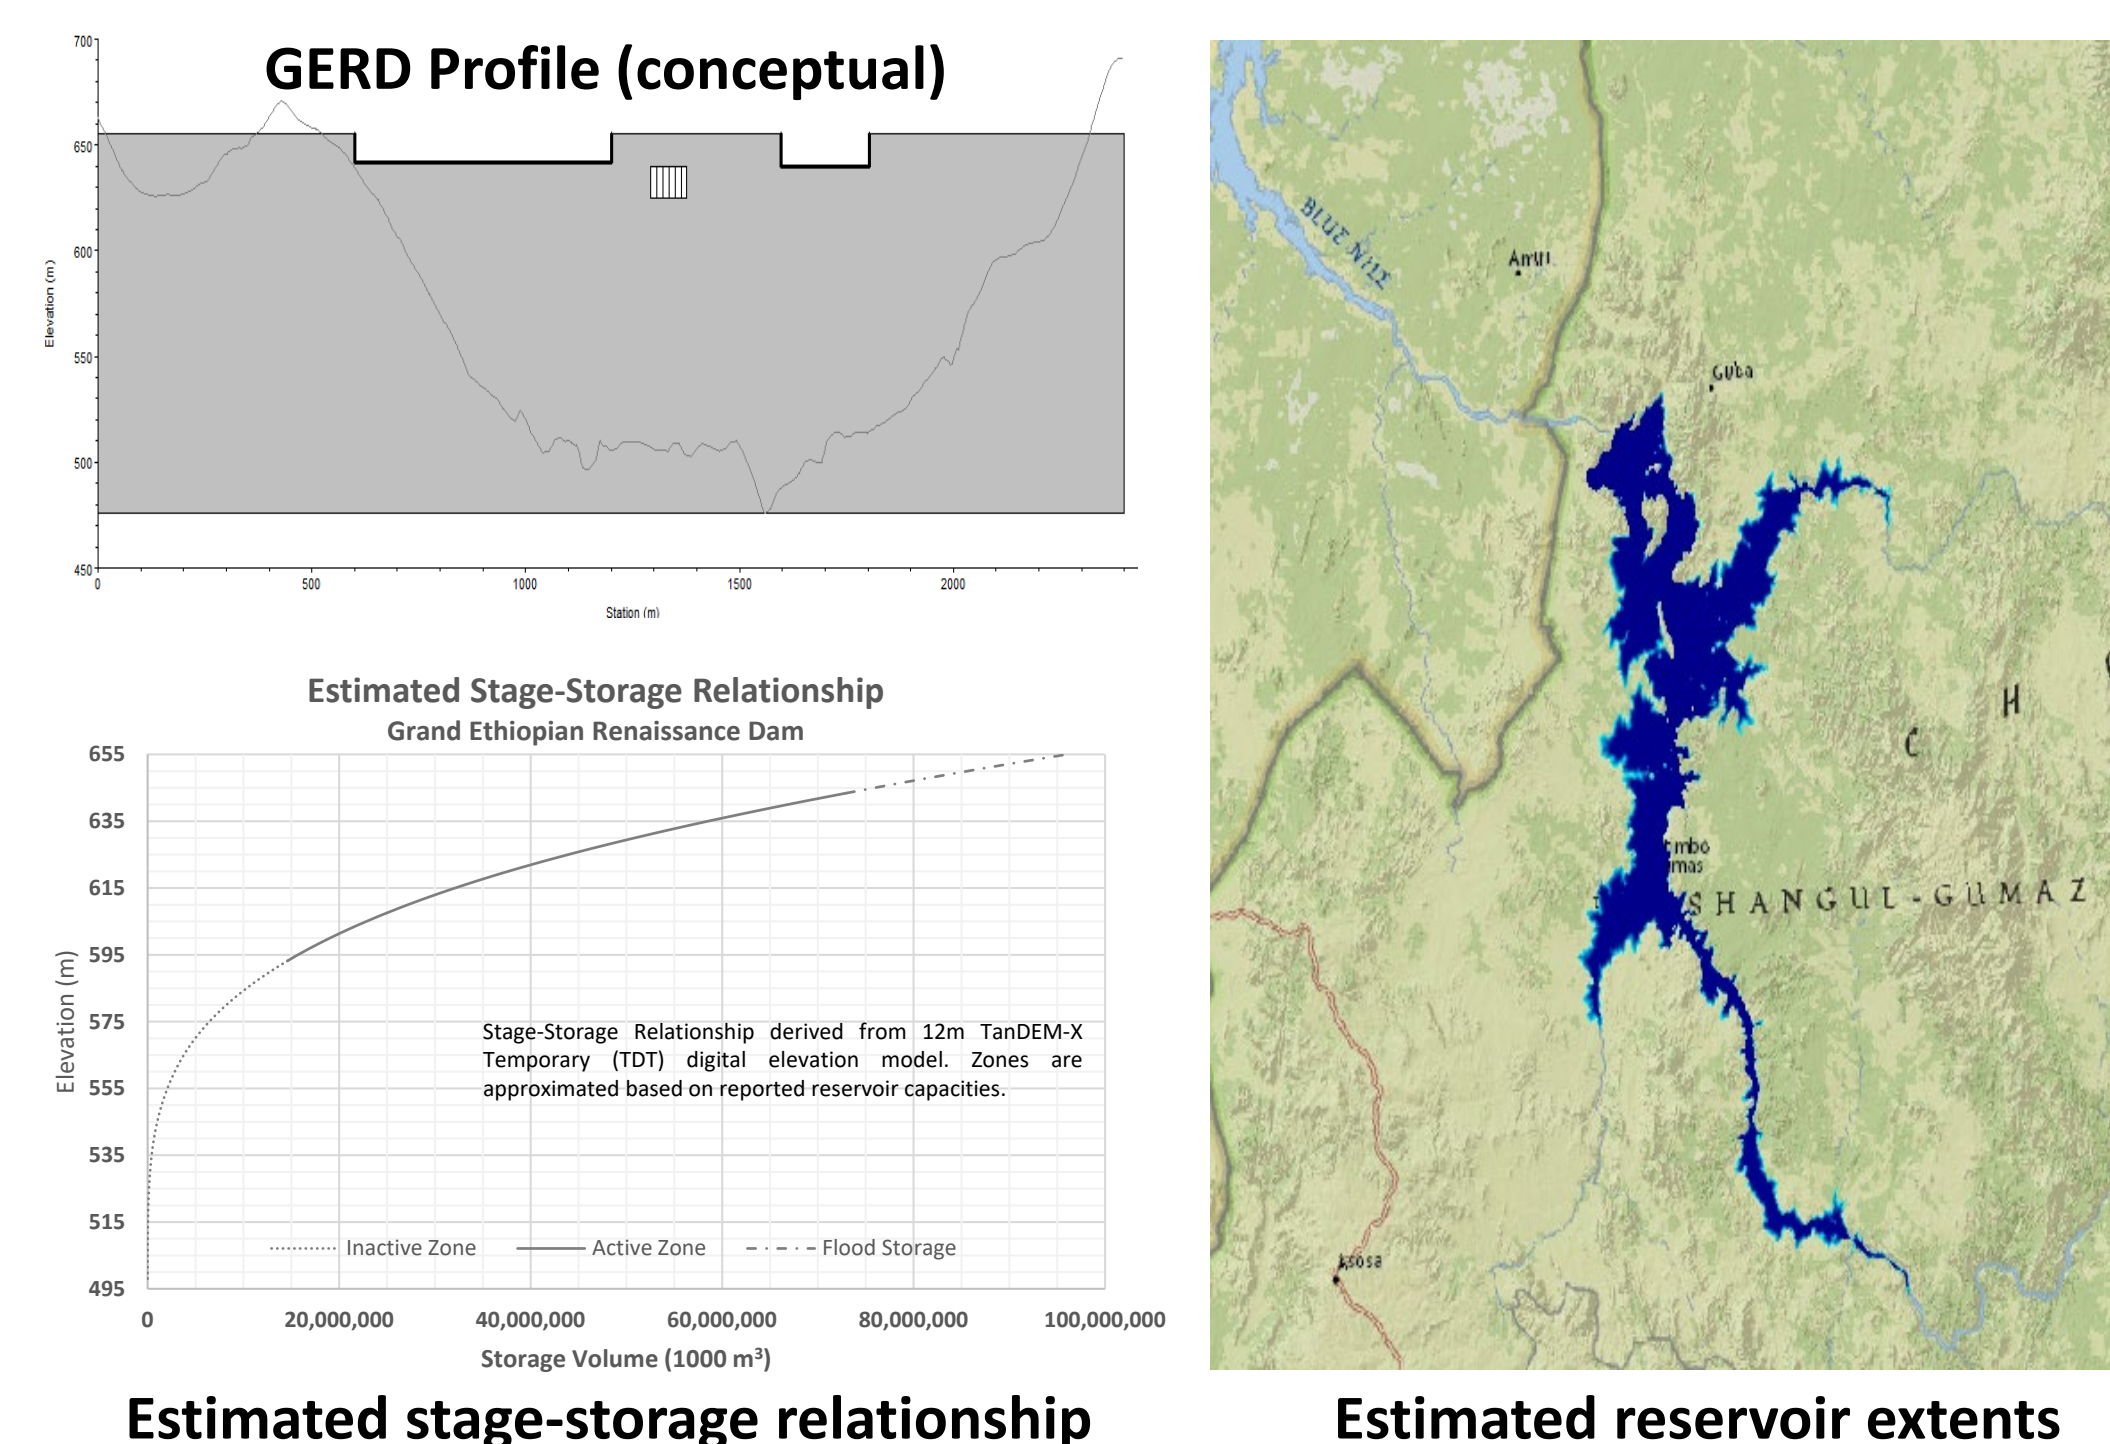 GERD Profile (conceptual)
700
650
600
550
500
450
Elevation (m)
0
500
1000
1500
2000
Station (m)
Estimated Stage-Storage Relationship
Grand Ethiopian Renaissance Dam
655
635
615
595
575
555
535
515
495
Elevation (m)
Stage-Storage Relationship derived from 12m TanDEM-X
Temporary (TDT) digital elevation model. Zones are
approximated based on reported reservoir capacities.
Inactive Zone
Active Zone
Flood Storage
0
20,000,000
40,000,000
60,000,000
80,000,000
100,000,000
Storage Volume (1000 m³)
Estimated stage-storage relationship
BLUE NILE
Guba
C H
mbo
mas
SHANGUL-GUMAZ
Asosa
Estimated reservoir extents